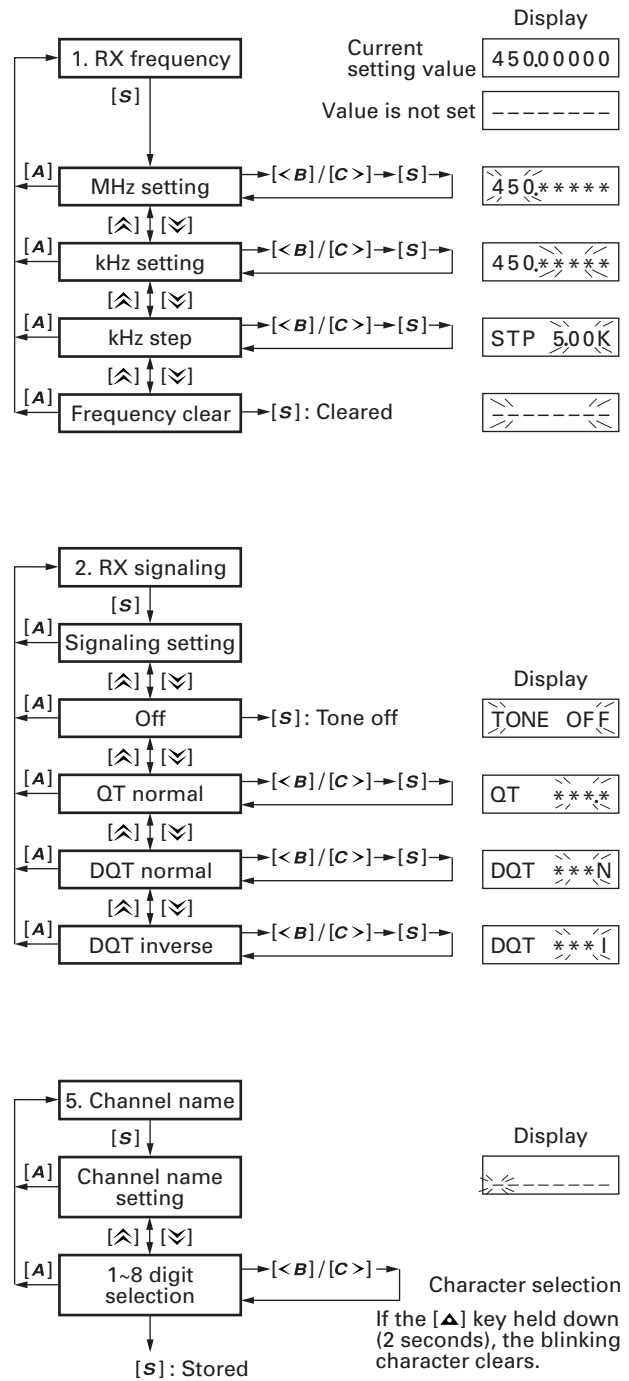 Display
1. RX frequency
Current
setting value
450.00000
[S]
Value is not set
--------
[A]
MHz setting
[<B]/[C>] [S]
450.*****
[︽] [︾]
[A]
kHz setting
[<B]/[C>] [S]
450.*****
[︽] [︾]
[A]
kHz step
[<B]/[C>] [S]
STP 5.00K
[︽] [︾]
[A]
Frequency clear
[S]: Cleared
--------
2. RX signaling
[S]
[A]
Signaling setting
[︽] [︾]
Display
[A]
Off
[S]: Tone off
TONE OFF
[︽] [︾]
[A]
QT normal
[<B]/[C>] [S]
QT ***.*
[︽] [︾]
[A]
DQT normal
[<B]/[C>] [S]
DQT ***N
[︽] [︾]
[A]
DQT inverse
[<B]/[C>] [S]
DQT ***I
5. Channel name
[S]
Display
[A]
Channel name
setting
--------
[︽] [︾]
[A]
1~8 digit
selection
[<B]/[C>]
Character selection
If the [▲] key held down
(2 seconds), the blinking
character clears.
[S]: Stored